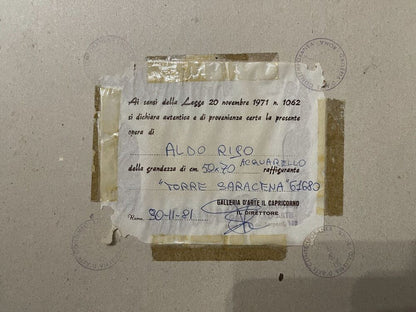 Ai sensi della Legge 20 novembre 1971 n. 1062
si dichiara autentica e di provenienza certa la presente
opera di
ALDO RISO
ACQUARELLO
della grandezza di cm. 50x70 raffigurante
"TORRE SARACENA" 61680
GALLERIA D'ARTE IL CAPRICORNO
IL DIRETTORE
Roma, 30-11-81